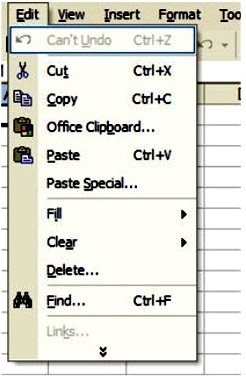 Edit View Insert Format Too
Can't Undo Ctrl+Z
Cut Ctrl+X
Copy Ctrl+C
Office Clipboard...
Paste Ctrl+V
Paste Special...
Fill
Clear
Delete...
Find... Ctrl+F
Links...